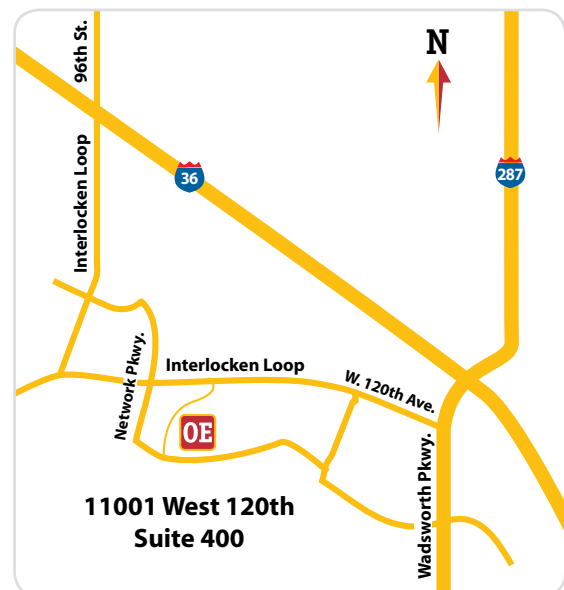 96th St.
N
36
287
Interlocken Loop
Network Pkwy.
Interlocken Loop
W. 120th Ave.
OE
Wadsworth Pkwy.
11001 West 120th
Suite 400